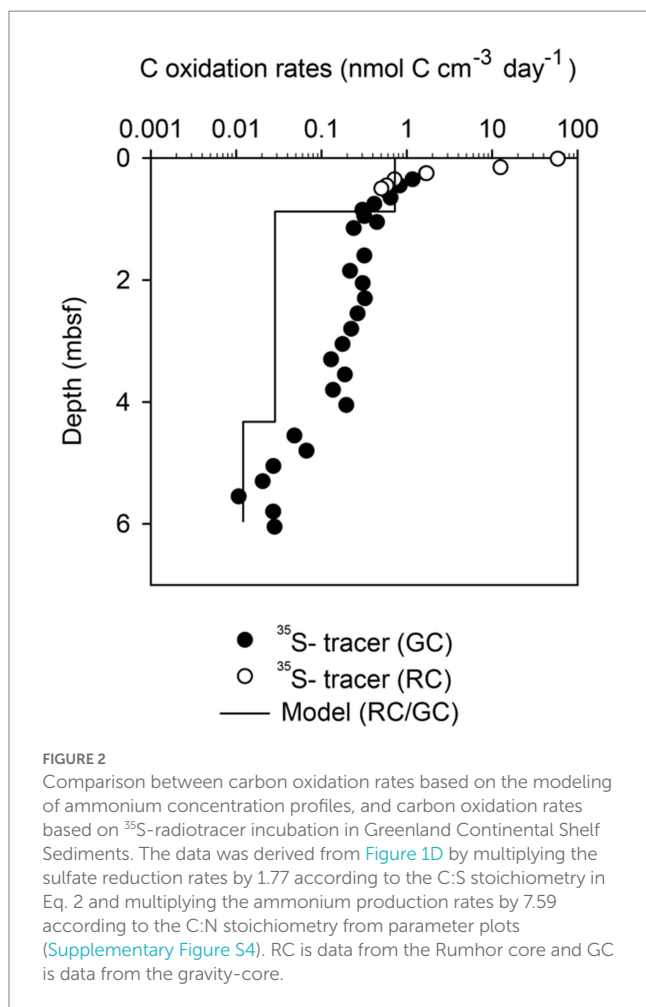 C oxidation rates (nmol C cm⁻³ day⁻¹)
0.001 0.01 0.1 1 10 100
0
2
4
6
Depth (mbsf)
³⁵S- tracer (GC)
³⁵S- tracer (RC)
Model (RC/GC)
FIGURE 2
Comparison between carbon oxidation rates based on the modeling
of ammonium concentration profiles, and carbon oxidation rates
based on ³⁵S-radiotracer incubation in Greenland Continental Shelf
Sediments. The data was derived from Figure 1D by multiplying the
sulfate reduction rates by 1.77 according to the C:S stoichiometry in
Eq. 2 and multiplying the ammonium production rates by 7.59
according to the C:N stoichiometry from parameter plots
(Supplementary Figure S4). RC is data from the Rumhor core and GC
is data from the gravity-core.